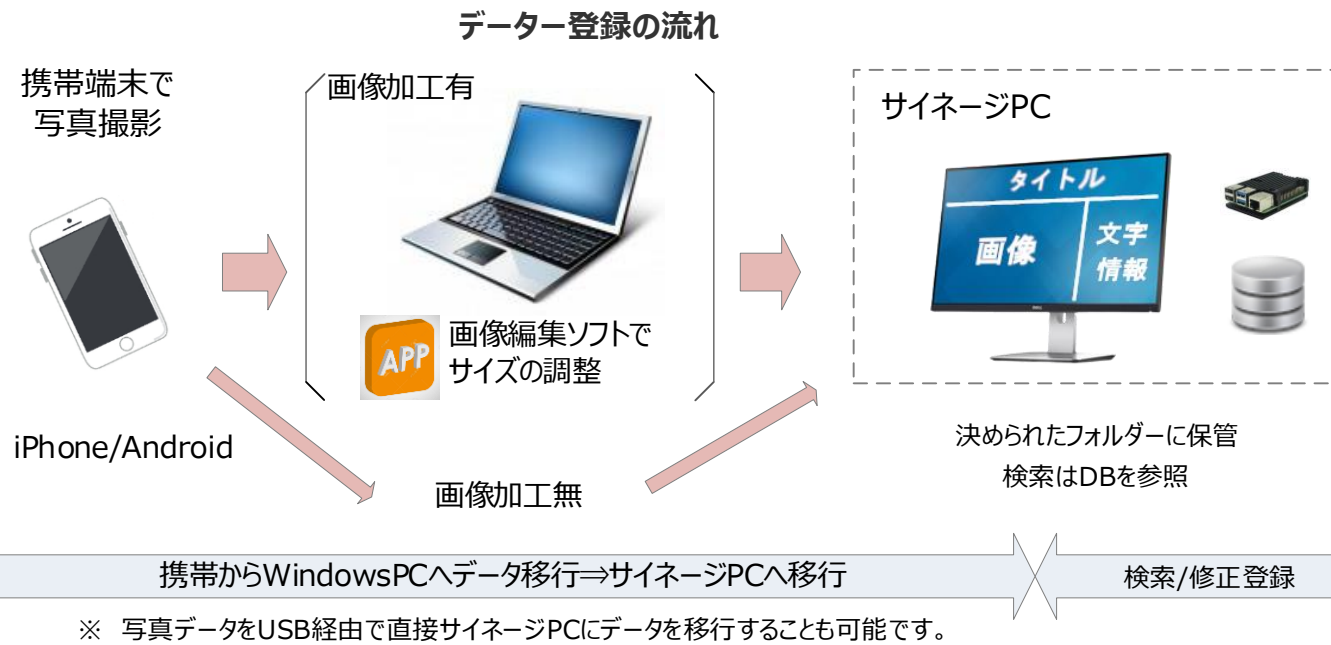 データー登録の流れ
携帯端末で
写真撮影
iPhone/Android
画像加工有
APP
画像編集ソフトで
サイズの調整
画像加工無
サイネージPC
タイトル
画像
文字
情報
決められたフォルダーに保管
検索はDBを参照
携帯からWindowsPCへデータ移行⇒サイネージPCへ移行
検索/修正登録
※ 写真データをUSB経由で直接サイネージPCにデータを移行することも可能です。